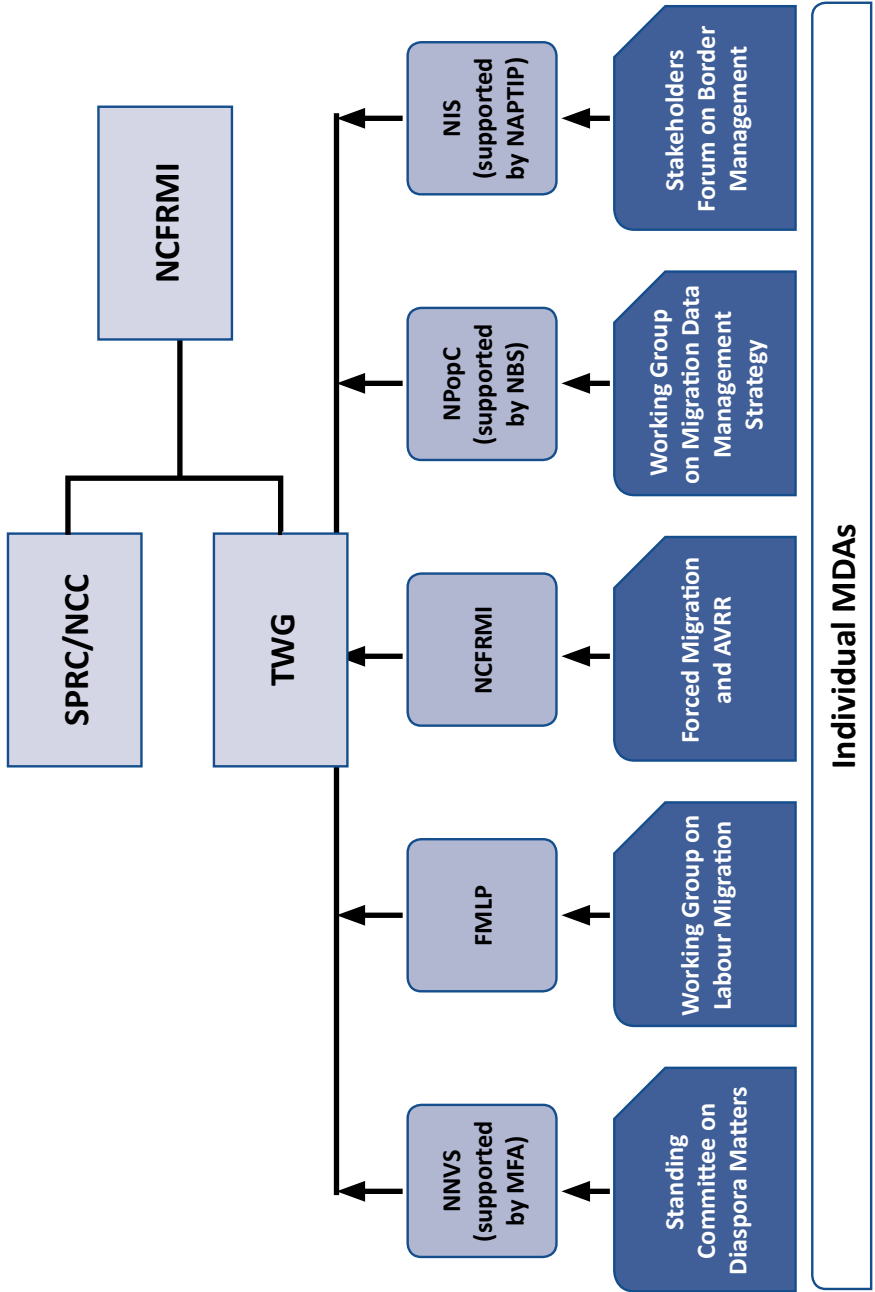 SPRC/NCC
NCFRMI
TWG
NNVS
(supported
by MFA)
FMLP
NCFRMI
NPopC
(supported
by NBS)
NIS
(supported
by NAPTIP)
Standing
Committee on
Diaspora Matters
Working Group on
Labour Migration
Forced Migration
and AVRR
Working Group
on Migration Data
Management
Strategy
Stakeholders
Forum on Border
Management
Individual MDAs